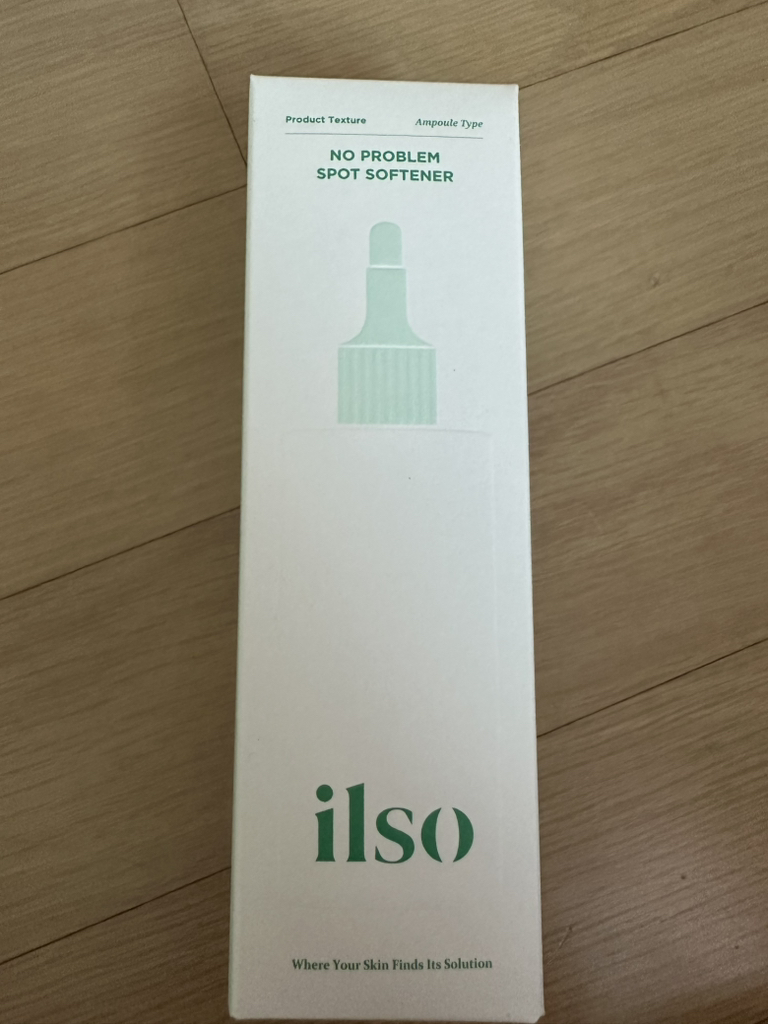 Product Texture Ampoule Type
NO PROBLEM
SPOT SOFTENER
ilso
Where Your Skin Finds Its Solution